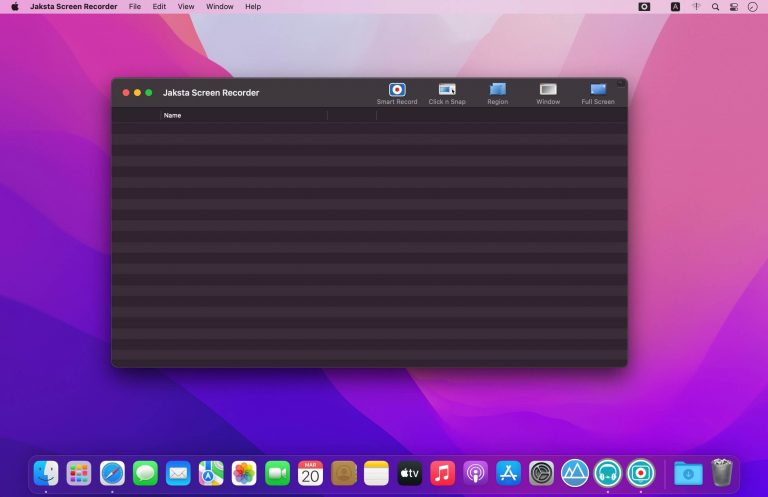 Jaksta Screen Recorder File Edit View Window Help A
Jaksta Screen Recorder
Smart Record Click n Snap Region Window Full Screen
Name
MAR
20
tv